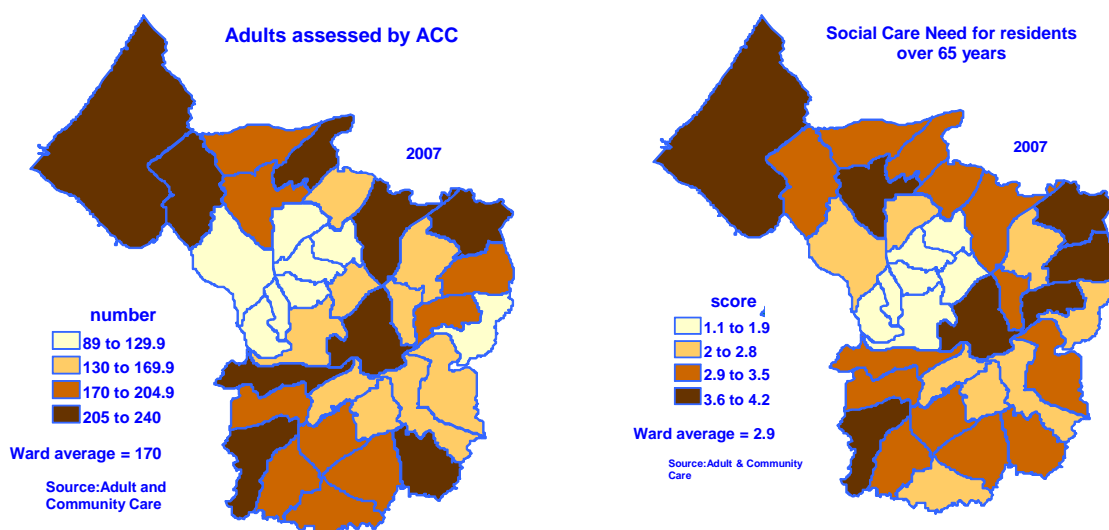 Adults assessed by ACC
2007
number
89 to 129.9
130 to 169.9
170 to 204.9
205 to 240
Ward average = 170
Source:Adult and
Community Care
Social Care Need for residents
over 65 years
2007
score
1.1 to 1.9
2 to 2.8
2.9 to 3.5
3.6 to 4.2
Ward average = 2.9
Source:Adult & Community
Care